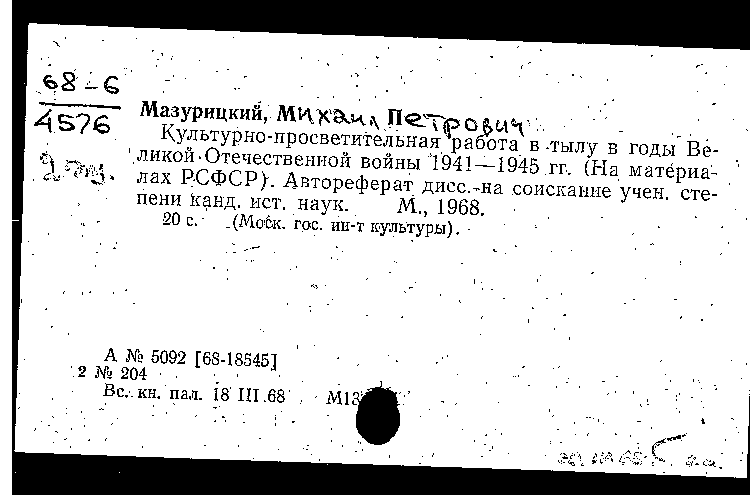 68-6
4576
Мазурицкий, Михаил Петрович
Культурно-просветительная работа в тылу в годы Ве-
ликой Отечественной войны 1941—1945 гг. (На материа-
лах РСФСР). Автореферат дисс. на соискание учен. сте-
пени канд. ист. наук. М., 1968.
20 с. (Моск. гос. ин-т культуры).
А № 5092 [68-18545]
2 № 204
Вс. кн. пал. 18 III 68 М13